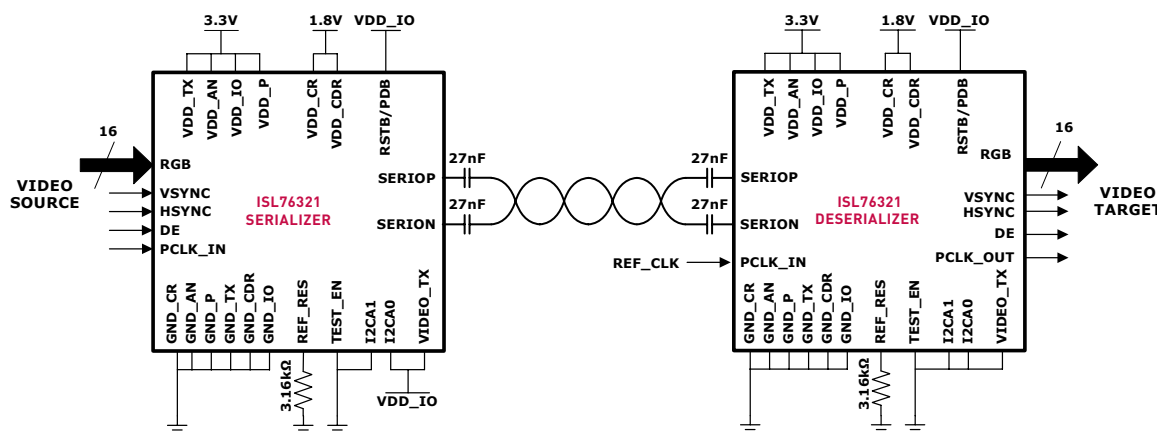 3.3V
1.8V
VDD_IO
3.3V
1.8V
VDD_IO
VDD_TX
VDD_AN
VDD_IO
VDD_P
VDD_CR
VDD_CDR
RSTB/PDB
VDD_TX
VDD_AN
VDD_IO
VDD_P
VDD_CR
VDD_CDR
RSTB/PDB
16
RGB
VIDEO
SOURCE
VSYNC
HSYNC
DE
PCLK_IN
ISL76321
SERIALIZER
SERIOP
SERION
27nF
27nF
27nF
27nF
SERIOP
SERION
REF_CLK
PCLK_IN
ISL76321
DESERIALIZER
RGB
16
VSYNC
HSYNC
DE
PCLK_OUT
VIDEO
TARGET
GND_CR
GND_AN
GND_P
GND_TX
GND_CDR
GND_IO
REF_RES
TEST_EN
I2CA1
I2CA0
VIDEO_TX
3.16kΩ
VDD_IO
GND_CR
GND_AN
GND_P
GND_TX
GND_CDR
GND_IO
REF_RES
TEST_EN
I2CA1
I2CA0
VIDEO_TX
3.16kΩ